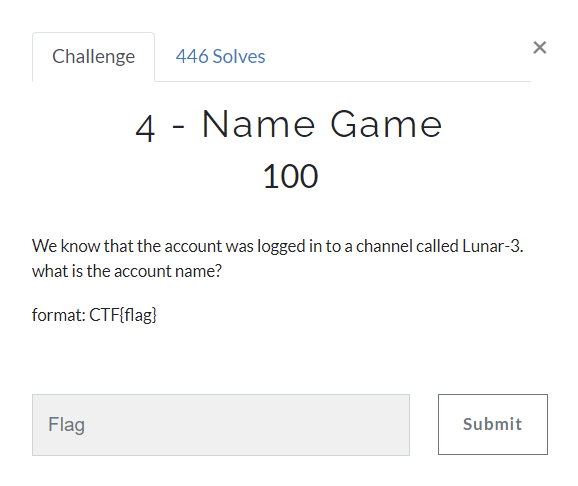 Challenge
446 Solves
×
4 - Name Game
100
We know that the account was logged in to a channel called Lunar-3.
what is the account name?
format: CTF{flag}
Flag
Submit